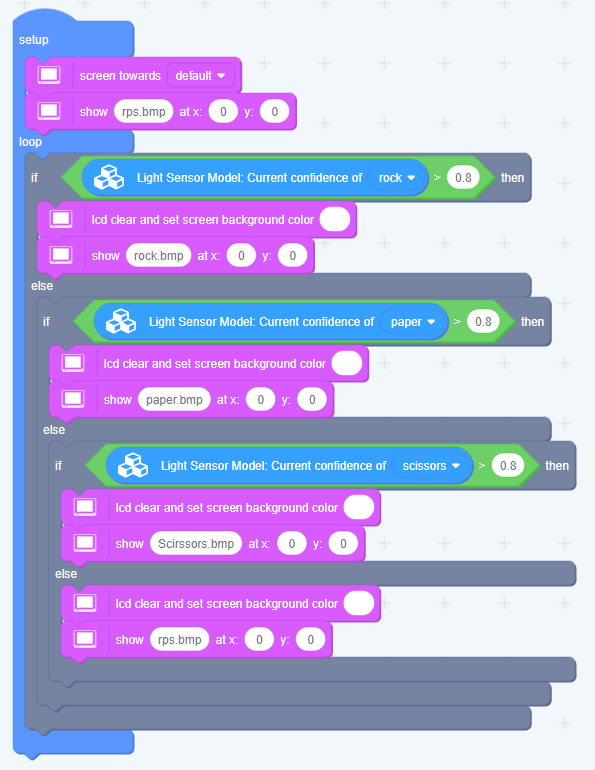 setup
screen towards default
show rps.bmp at x: 0 y: 0
loop
if Light Sensor Model: Current confidence of rock > 0.8 then
lcd clear and set screen background color
show rock.bmp at x: 0 y: 0
else
if Light Sensor Model: Current confidence of paper > 0.8 then
lcd clear and set screen background color
show paper.bmp at x: 0 y: 0
else
if Light Sensor Model: Current confidence of scissors > 0.8 then
lcd clear and set screen background color
show Scirssors.bmp at x: 0 y: 0
else
lcd clear and set screen background color
show rps.bmp at x: 0 y: 0